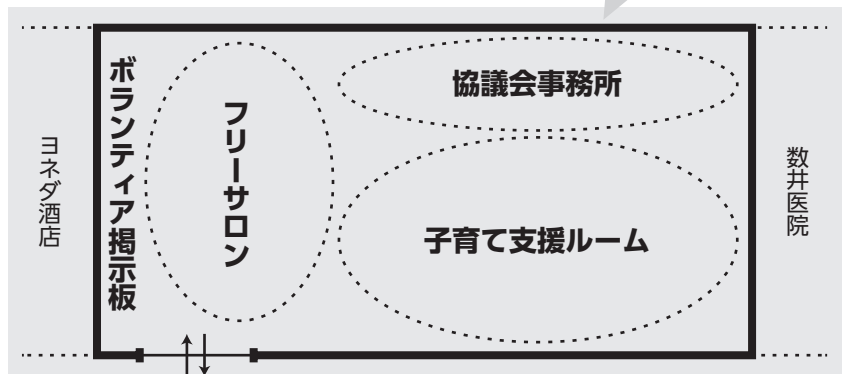 ヨネダ酒店
ボランティア掲示板
フリーサロン
協議会事務所
子育て支援ルーム
数井医院